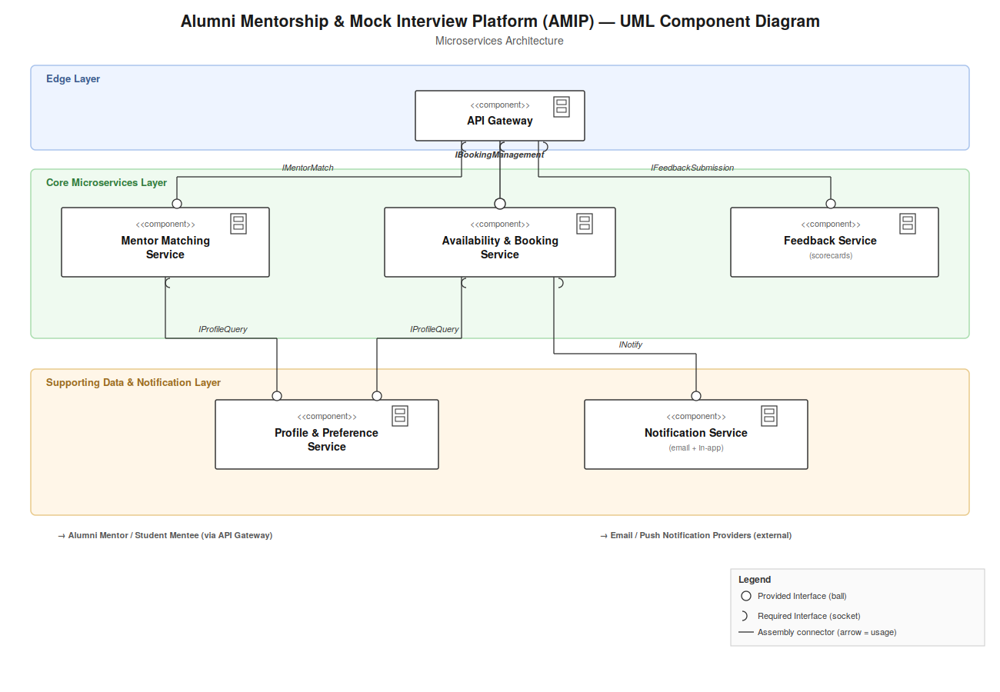 Alumni Mentorship & Mock Interview Platform (AMIP) — UML Component Diagram
Microservices Architecture
Edge Layer
<<component>>
API Gateway
IBookingManagement
IMentorMatch
IFeedbackSubmission
Core Microservices Layer
<<component>>
Mentor Matching
Service
<<component>>
Availability & Booking
Service
<<component>>
Feedback Service
(scorecards)
IProfileQuery
IProfileQuery
INotify
Supporting Data & Notification Layer
<<component>>
Profile & Preference
Service
<<component>>
Notification Service
(email + in-app)
→ Alumni Mentor / Student Mentee (via API Gateway)
→ Email / Push Notification Providers (external)
Legend
Provided Interface (ball)
Required Interface (socket)
Assembly connector (arrow = usage)